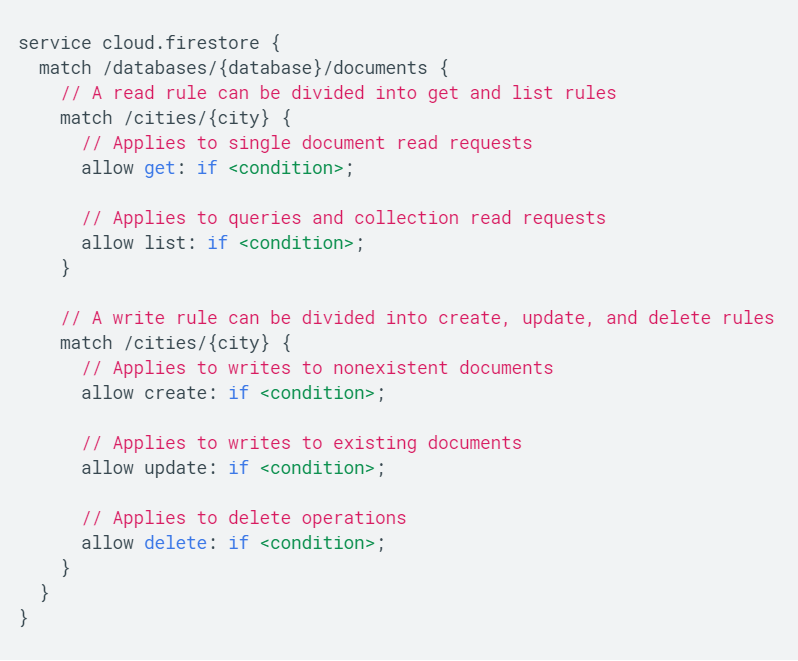 service cloud.firestore {
  match /databases/{database}/documents {
    // A read rule can be divided into get and list rules
    match /cities/{city} {
      // Applies to single document read requests
      allow get: if <condition>;

      // Applies to queries and collection read requests
      allow list: if <condition>;
    }

    // A write rule can be divided into create, update, and delete rules
    match /cities/{city} {
      // Applies to writes to nonexistent documents
      allow create: if <condition>;

      // Applies to writes to existing documents
      allow update: if <condition>;

      // Applies to delete operations
      allow delete: if <condition>;
    }
  }
}